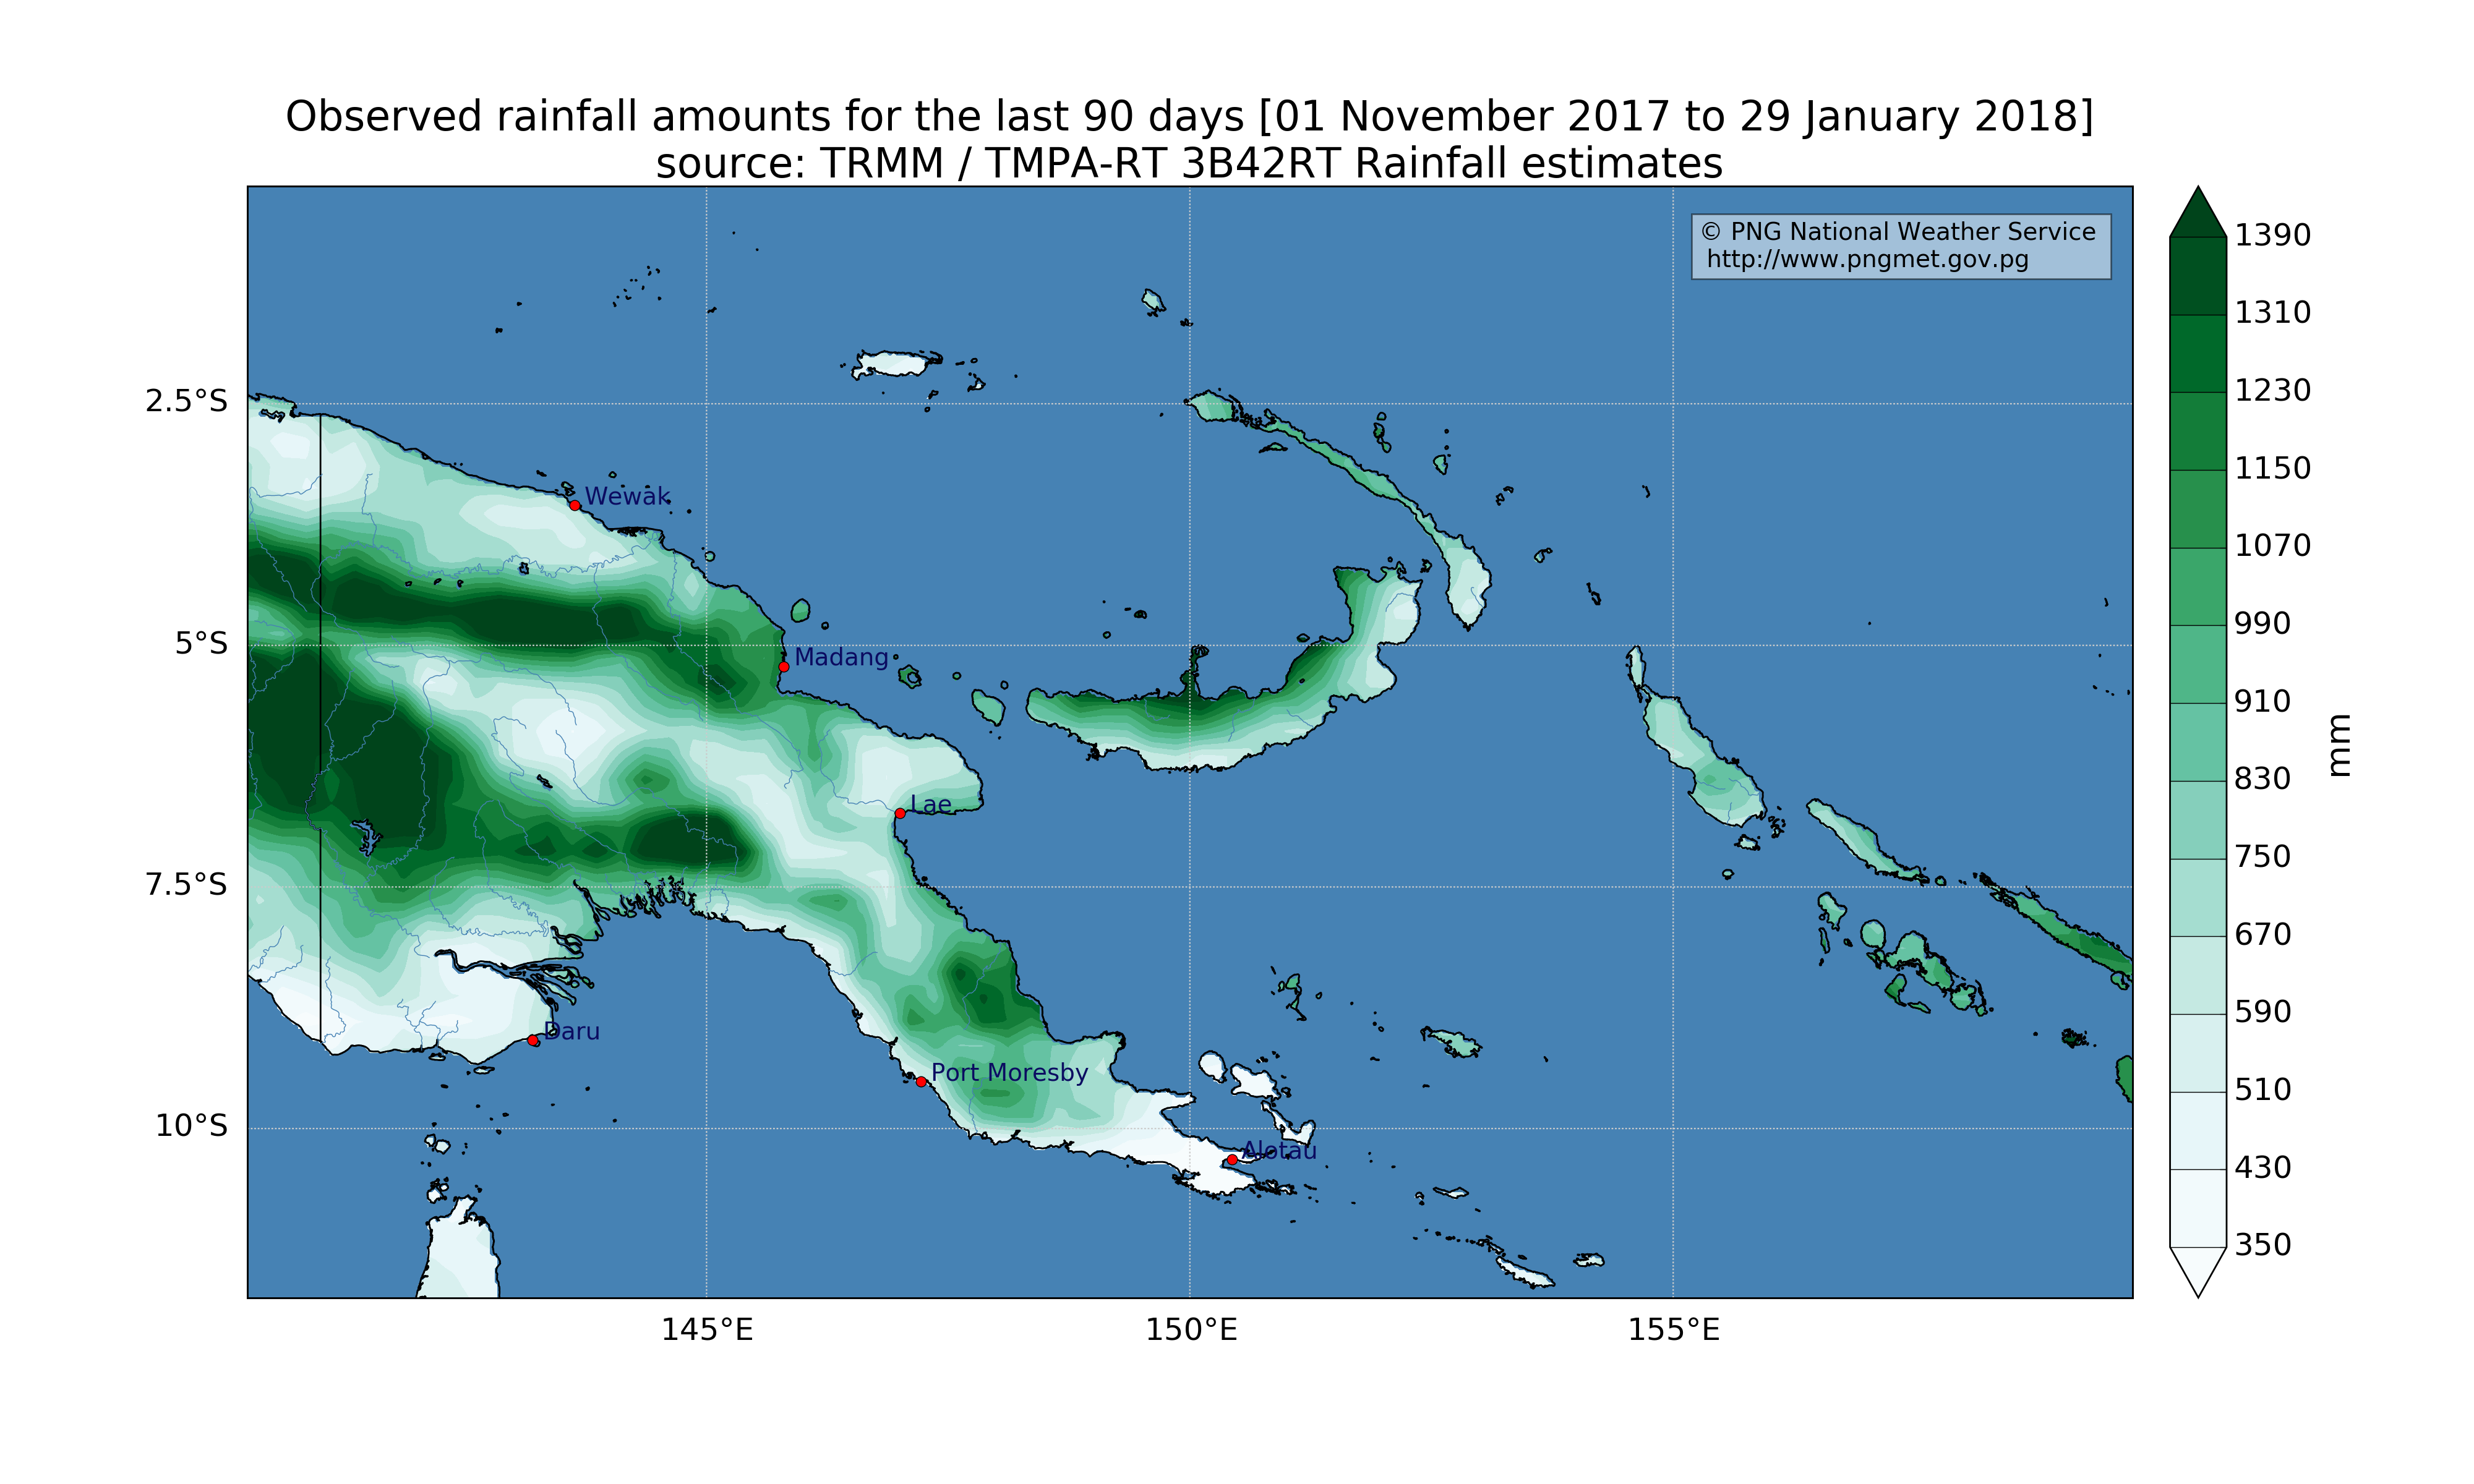 Observed rainfall amounts for the last 90 days [01 November 2017 to 29 January 2018]
source: TRMM / TMPA-RT 3B42RT Rainfall estimates
© PNG National Weather Service
http://www.pngmet.gov.pg
2.5°S
5°S
7.5°S
10°S
145°E
150°E
155°E
Wewak
Madang
Lae
Daru
Port Moresby
Alotau
1390
1310
1230
1150
1070
990
910
830
750
670
590
510
430
350
mm